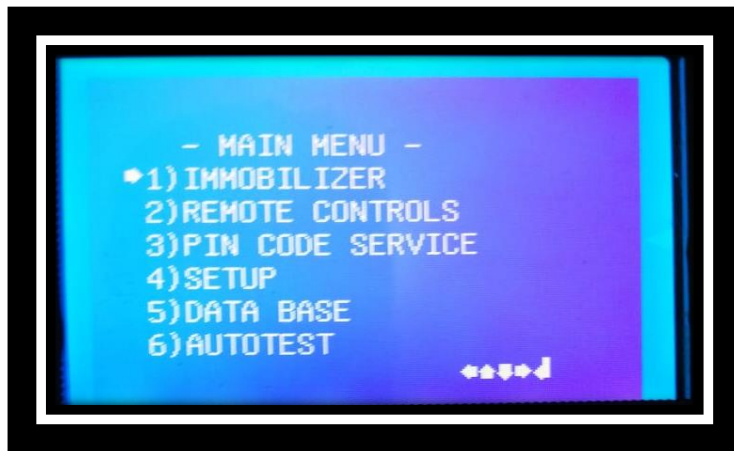 - MAIN MENU -
1)IMMOBILIZER
2)REMOTE CONTROLS
3)PIN CODE SERVICE
4)SETUP
5)DATA BASE
6)AUTOTEST